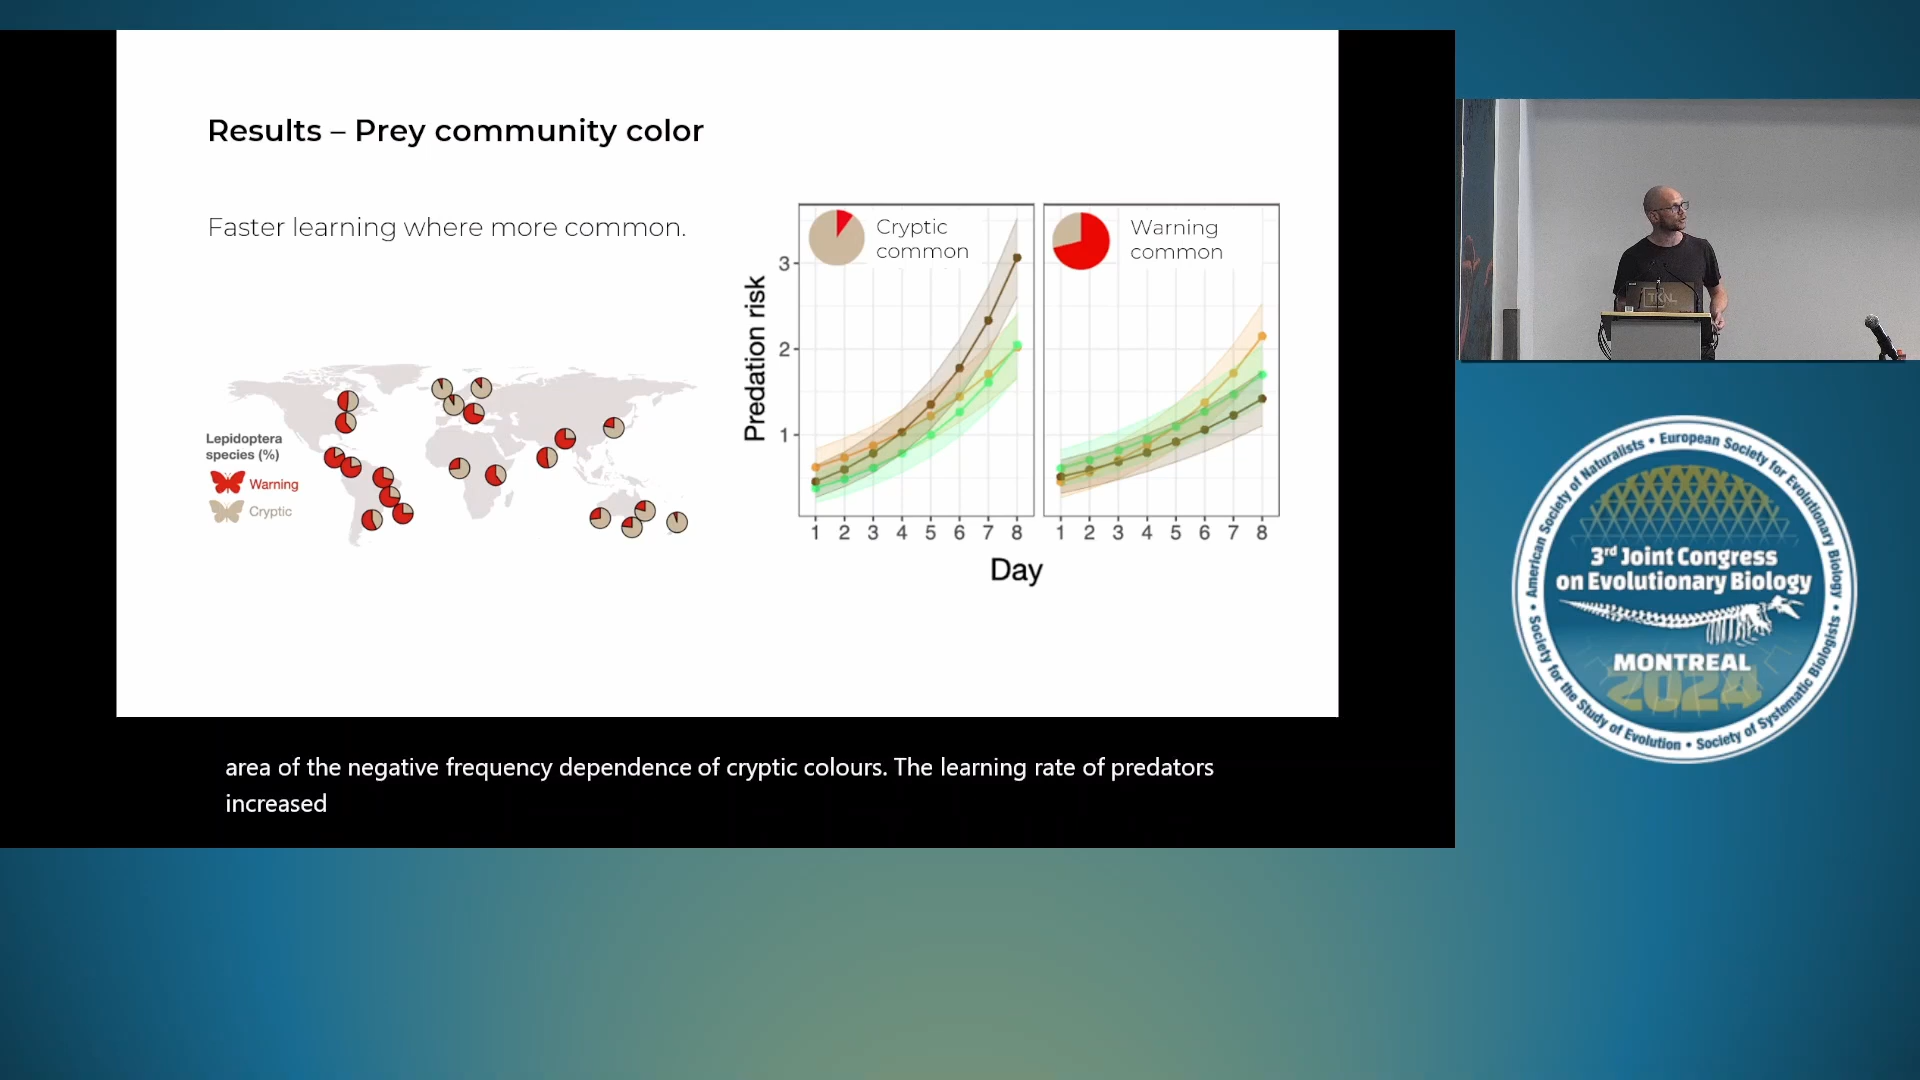 Results – Prey community color
Faster learning where more common.
Lepidoptera
species (%)
Warning
Cryptic
Predation risk
3
2
1
Cryptic
common
Warning
common
1 2 3 4 5 6 7 8
1 2 3 4 5 6 7 8
Day
area of the negative frequency dependence of cryptic colours. The learning rate of predators
increased
American Society of Naturalists • European Society for Evolutionary Biology •
Society for the Study of Evolution • Society of Systematic Biologists •
3rd Joint Congress
on Evolutionary Biology
MONTREAL
2024